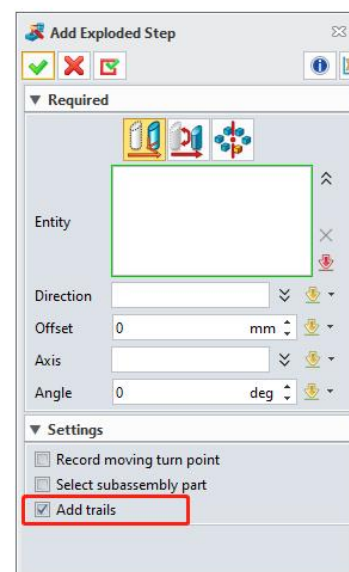 Add Exploded Step
Required
Entity
Direction
Offset 0 mm
Axis
Angle 0 deg
Settings
Record moving turn point
Select subassembly part
Add trails